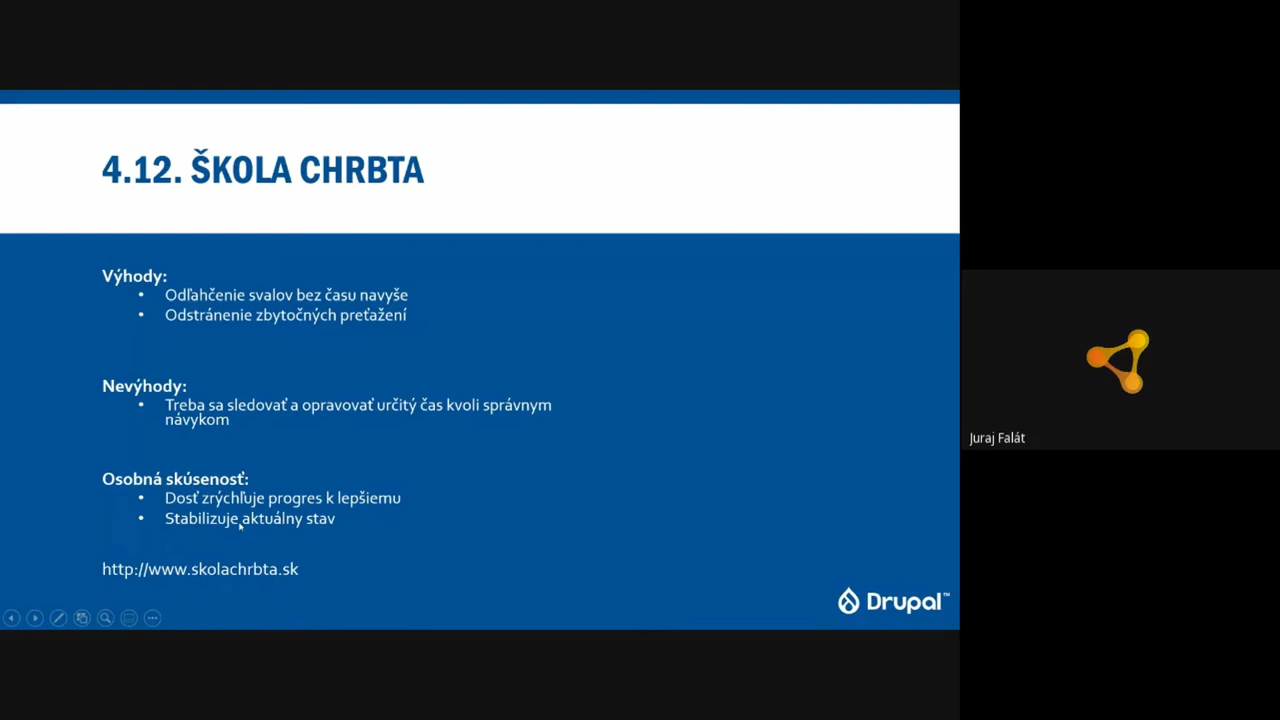 4.12. ŠKOLA CHRBTA
Výhody:
• Odľahčenie svalov bez času navyše
• Odstránenie zbytočných preťažení
Nevýhody:
• Treba sa sledovať a opravovať určitý čas kvoli správnym
návykom
Osobná skúsenosť:
• Dosť zrýchľuje progres k lepšiemu
• Stabilizuje aktuálny stav
http://www.skolachrbta.sk
Drupal™
Juraj Falát